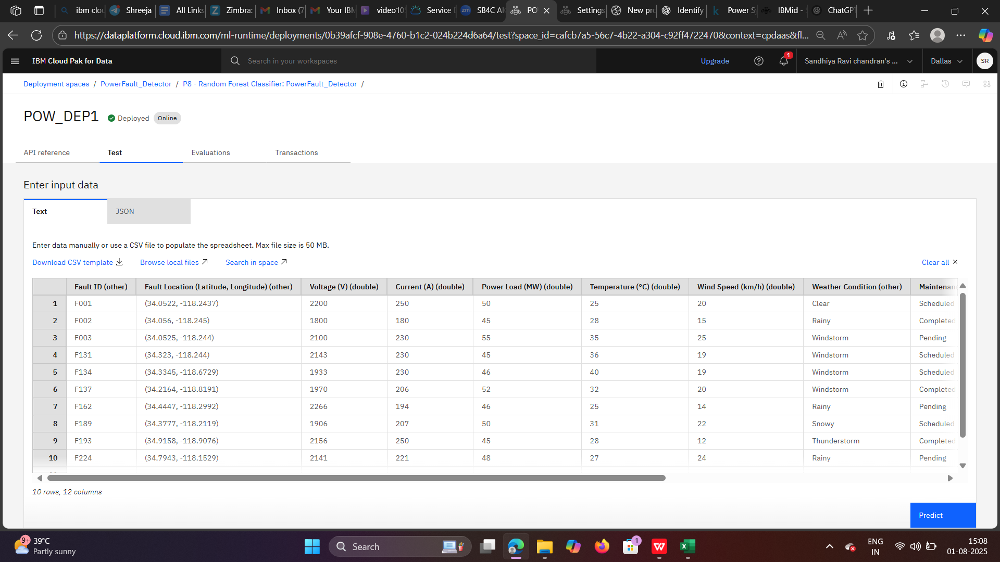 ibm clou Shreeja All Links Zimbra: Inbox (7 Your IBM video10 Service SB4C AI PO Settings New pro Identify Power S IBMid - ChatGPT
https://dataplatform.cloud.ibm.com/ml-runtime/deployments/0b39afcf-908e-4760-b1c2-024b224d6a64/test?space_id=cafcb7a5-56c7-4b22-a304-c92ff4722470&context=cpdaas&fl...
IBM Cloud Pak for Data Search in your workspaces Upgrade 1 Sandhiya Ravi chandran's ... Dallas SR
Deployment spaces / PowerFault_Detector / P8 - Random Forest Classifier: PowerFault_Detector /
POW_DEP1 Deployed Online
API reference Test Evaluations Transactions
Enter input data
Text JSON
Enter data manually or use a CSV file to populate the spreadsheet. Max file size is 50 MB.
Download CSV template Browse local files Search in space Clear all
Fault ID (other) Fault Location (Latitude, Longitude) (other) Voltage (V) (double) Current (A) (double) Power Load (MW) (double) Temperature (°C) (double) Wind Speed (km/h) (double) Weather Condition (other) Maintenan
1 F001 (34.0522, -118.2437) 2200 250 50 25 20 Clear Scheduled
2 F002 (34.056, -118.245) 1800 180 45 28 15 Rainy Completed
3 F003 (34.0525, -118.244) 2100 230 55 35 25 Windstorm Pending
4 F131 (34.323, -118.244) 2143 230 45 36 19 Windstorm Scheduled
5 F134 (34.3345, -118.6729) 1933 230 46 40 19 Windstorm Scheduled
6 F137 (34.2164, -118.8191) 1970 206 52 32 20 Windstorm Completed
7 F162 (34.4447, -118.2992) 2266 194 46 25 14 Rainy Pending
8 F189 (34.3777, -118.2119) 1906 207 50 31 22 Snowy Scheduled
9 F193 (34.9158, -118.9076) 2156 250 45 28 12 Thunderstorm Completed
10 F224 (34.7943, -118.1529) 2141 221 48 27 24 Rainy Pending
10 rows, 12 columns
Predict
9+ 39°C Search 1 ENG 15:08
Partly sunny IN 01-08-2025